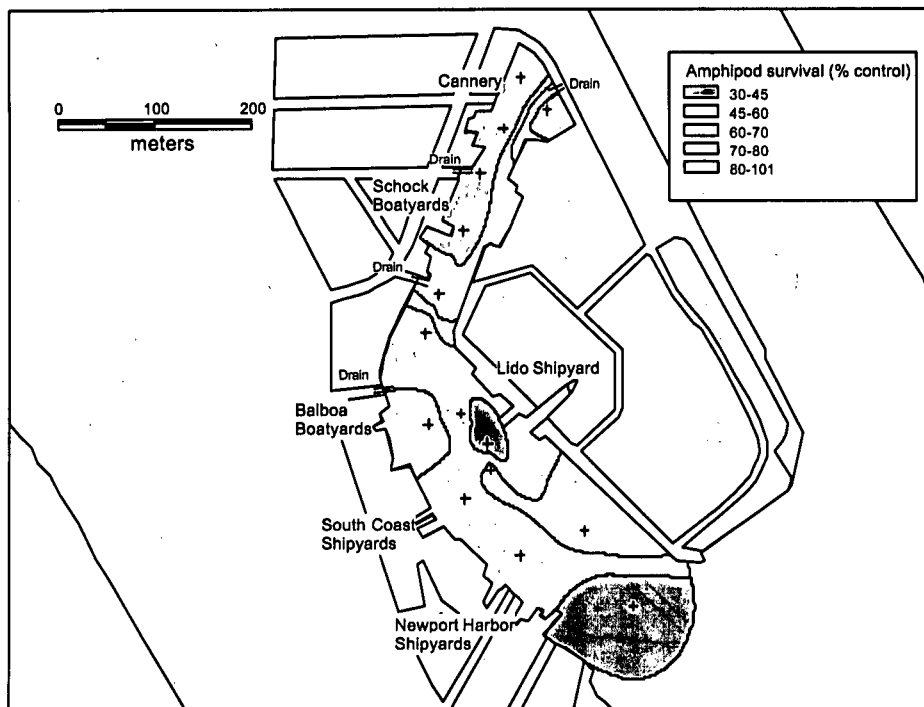 Cannery
Drain
Amphipod survival (% control)
30-45
45-60
60-70
70-80
80-101
0 100 200
meters
Drain
Schock
Boatyards
Drain
Lido Shipyard
Drain
Balboa
Boatyards
South Coast
Shipyards
Newport Harbor
Shipyards